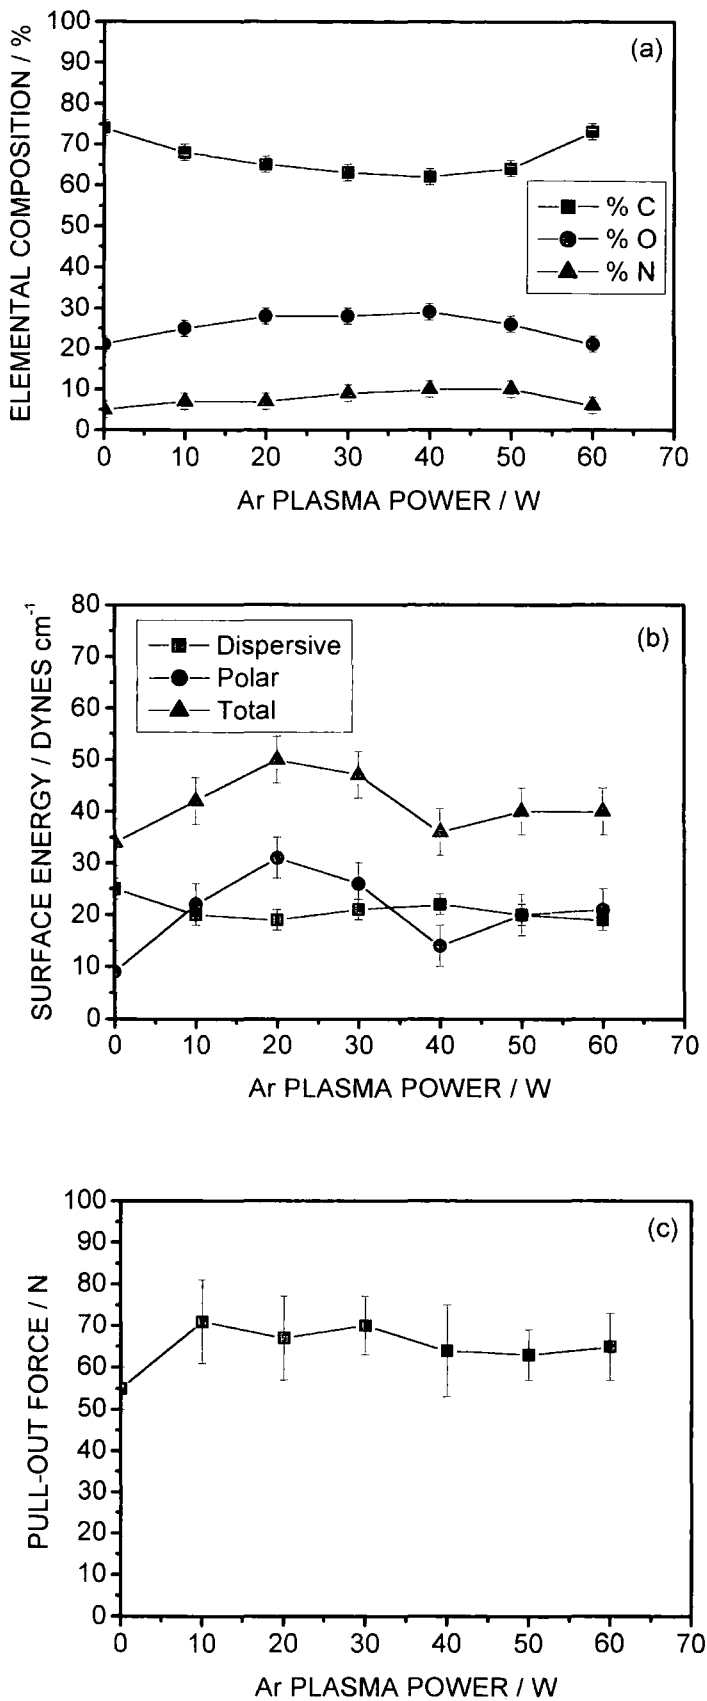 (a)
ELEMENTAL COMPOSITION / %
100
90
80
70
60
50
40
30
20
10
0
% C
% O
% N
0 10 20 30 40 50 60 70
Ar PLASMA POWER / W
(b)
SURFACE ENERGY / DYNES cm⁻¹
80
70
60
50
40
30
20
10
0
Dispersive
Polar
Total
0 10 20 30 40 50 60 70
Ar PLASMA POWER / W
(c)
PULL-OUT FORCE / N
100
90
80
70
60
50
40
30
20
10
0
0 10 20 30 40 50 60 70
Ar PLASMA POWER / W